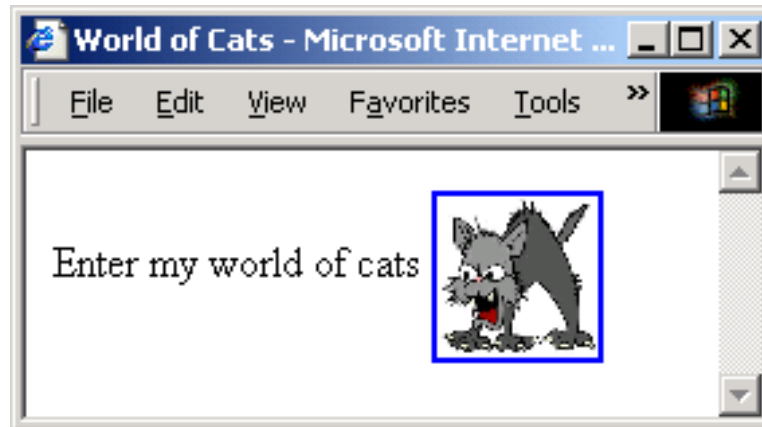 World of Cats - Microsoft Internet ...
File Edit View Favorites Tools »
Enter my world of cats